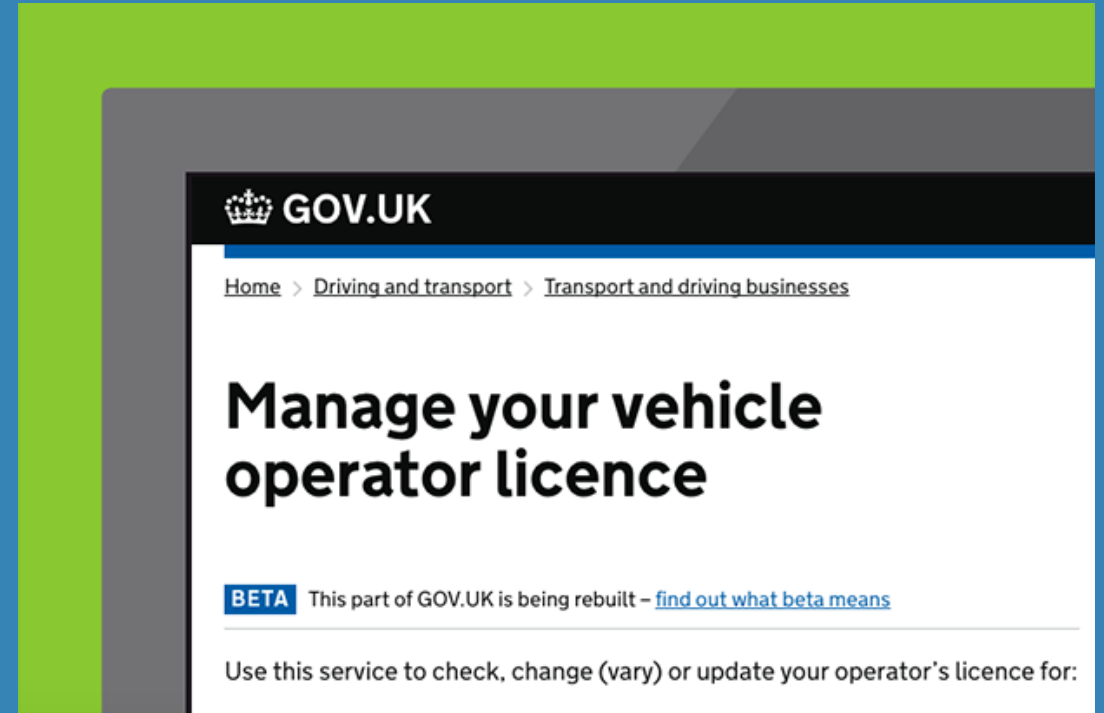 GOV.UK
Home > Driving and transport > Transport and driving businesses
Manage your vehicle
operator licence
BETA This part of GOV.UK is being rebuilt – find out what beta means
Use this service to check, change (vary) or update your operator’s licence for: